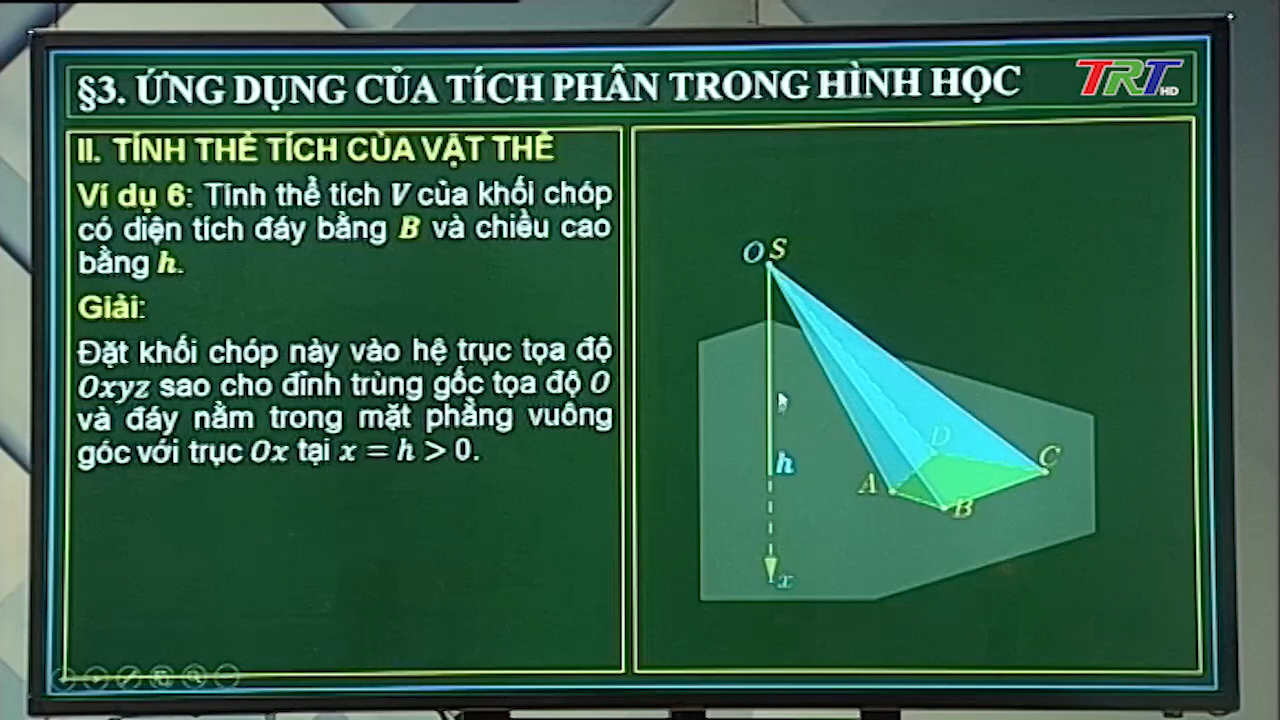 §3. ỨNG DỤNG CỦA TÍCH PHÂN TRONG HÌNH HỌC
TRT HD
II. TÍNH THỂ TÍCH CỦA VẬT THỂ
Ví dụ 6: Tính thể tích V của khối chóp
có diện tích đáy bằng B và chiều cao
bằng h.
Giải:
Đặt khối chóp này vào hệ trục tọa độ
Oxyz sao cho đỉnh trùng gốc tọa độ O
và đáy nằm trong mặt phẳng vuông
góc với trục Ox tại x = h > 0.
O S
D
C
h
A
B
x